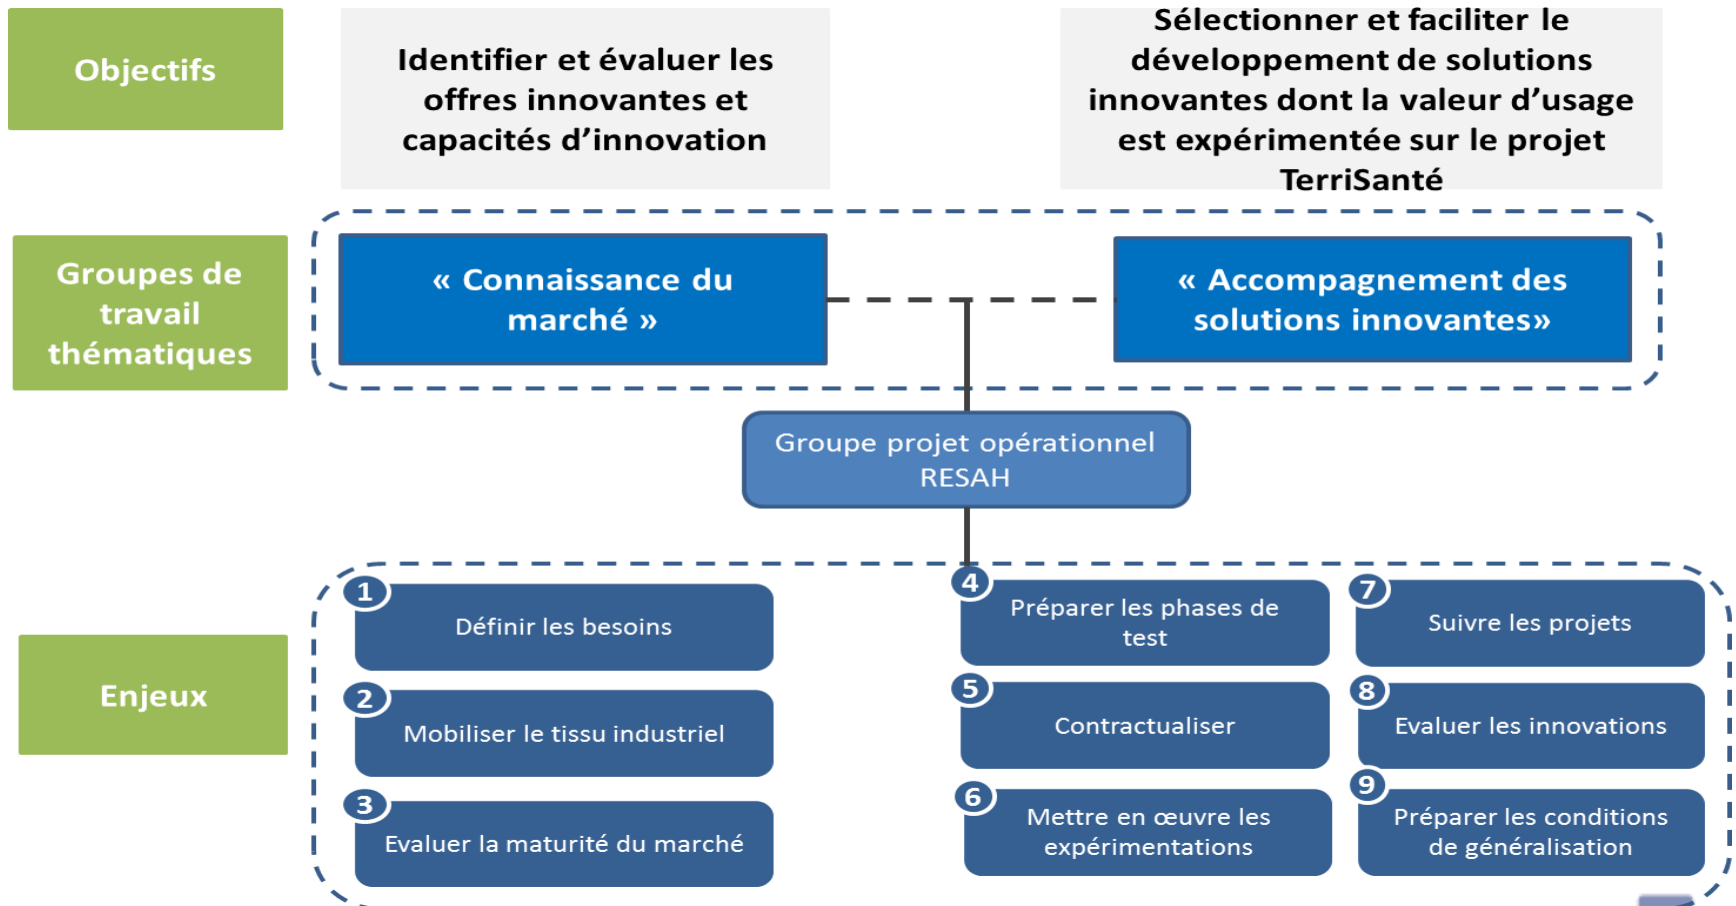 Objectifs
Identifier et évaluer les
offres innovantes et
capacités d’innovation
Sélectionner et faciliter le
développement de solutions
innovantes dont la valeur d’usage
est expérimentée sur le projet
TerriSanté
Groupes de
travail
thématiques
« Connaissance du
marché »
« Accompagnement des
solutions innovantes»
Groupe projet opérationnel
RESAH
Enjeux
1
Définir les besoins
2
Mobiliser le tissu industriel
3
Evaluer la maturité du marché
4
Préparer les phases de
test
5
Contractualiser
6
Mettre en œuvre les
expérimentations
7
Suivre les projets
8
Evaluer les innovations
9
Préparer les conditions
de généralisation